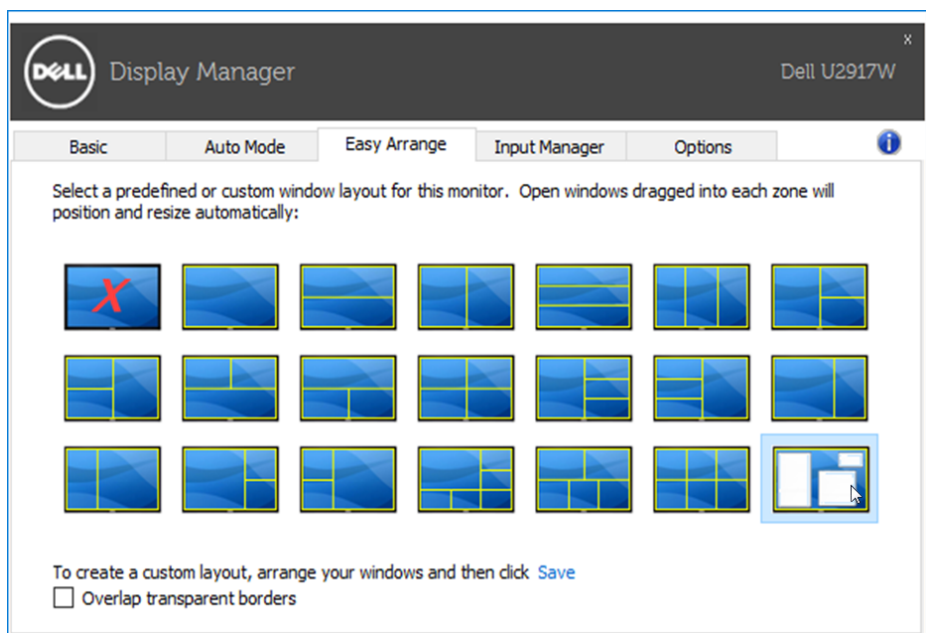 x
DELL Display Manager Dell U2917W
Basic Auto Mode Easy Arrange Input Manager Options i
Select a predefined or custom window layout for this monitor. Open windows dragged into each zone will
position and resize automatically:
X
To create a custom layout, arrange your windows and then click Save
Overlap transparent borders